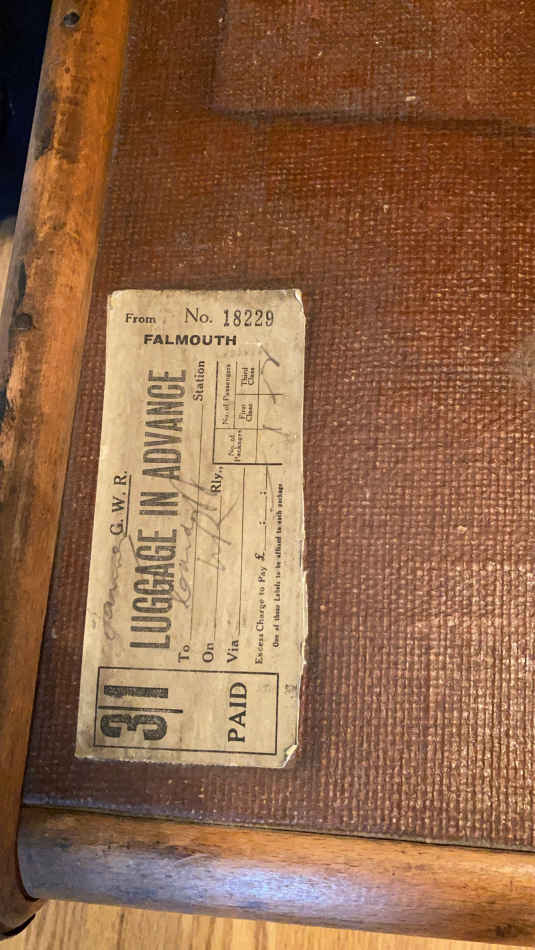 From No. 18229
FALMOUTH
G. W. R.
LUGGAGE IN ADVANCE
To Station
On Rly.,
Via
No. of Packages
No. of Passengers
First Class
Third Class
1
Excess Charge to Pay £ : :
One of these Labels to be affixed to each package.
3/1
PAID